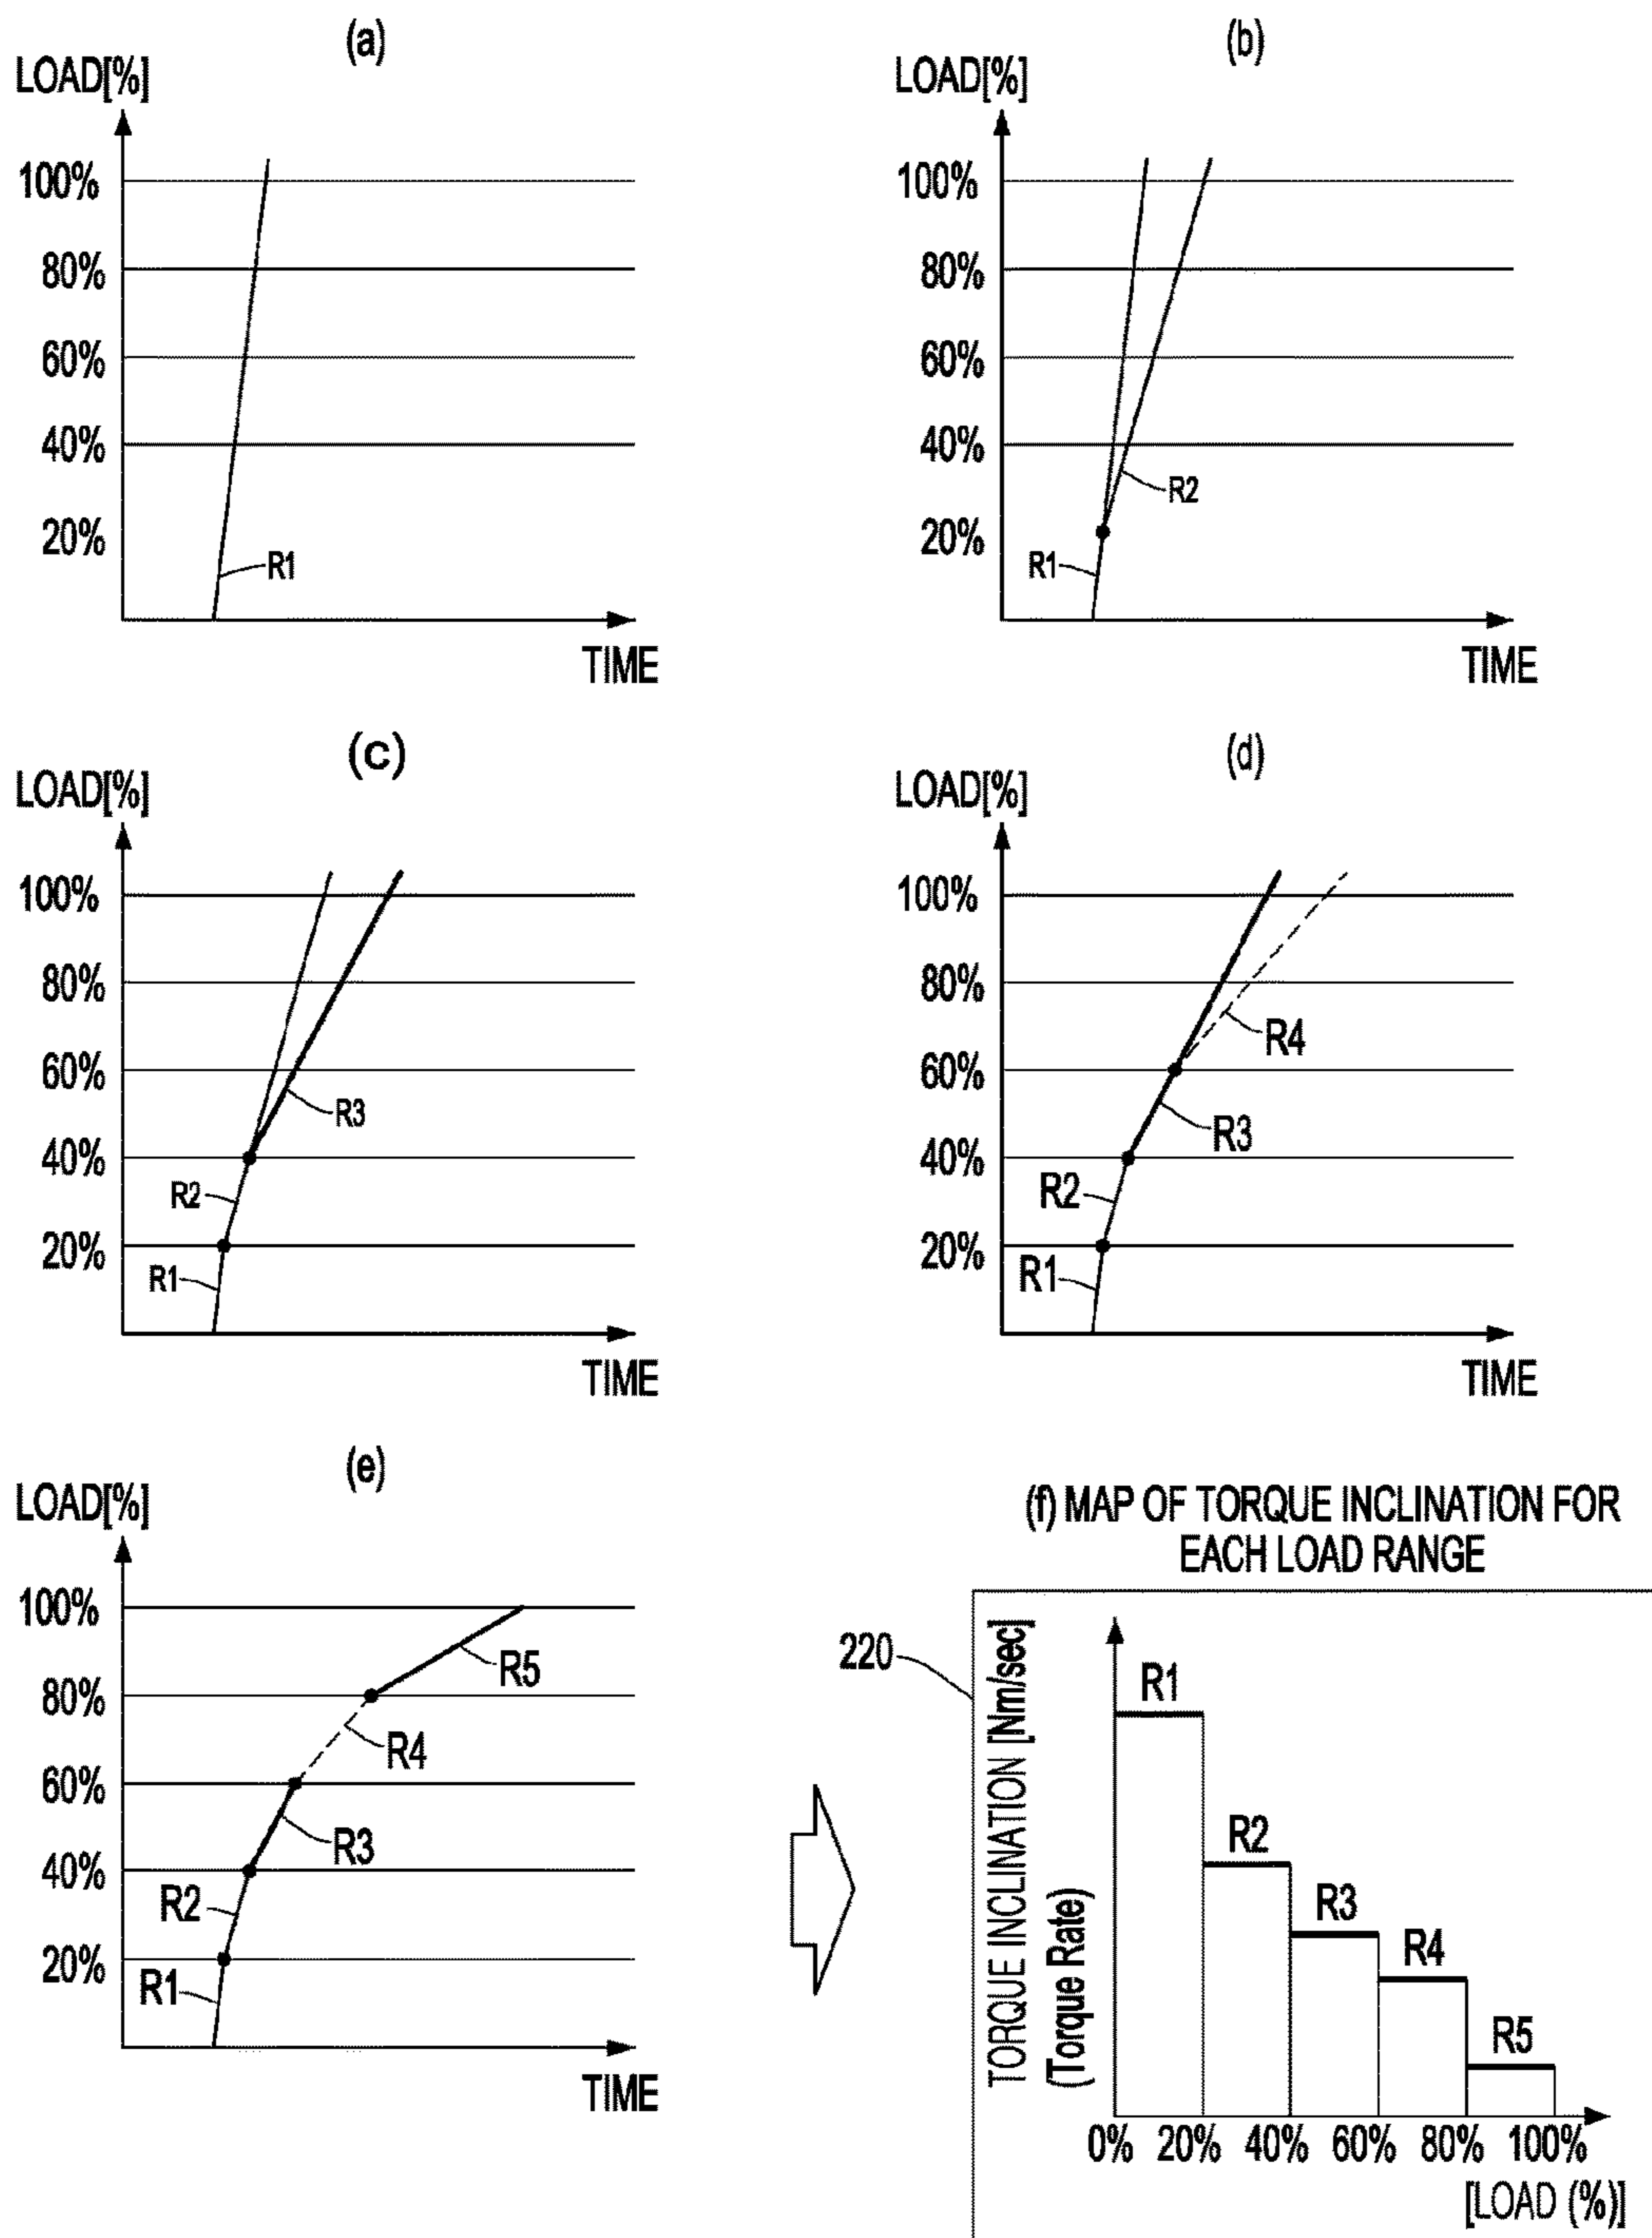 (a)
LOAD[%]
100%
80%
60%
40%
20%
R1
TIME
(b)
LOAD[%]
100%
80%
60%
40%
20%
R2
R1
TIME
(c)
LOAD[%]
100%
80%
60%
40%
20%
R3
R2
R1
TIME
(d)
LOAD[%]
100%
80%
60%
40%
20%
R4
R3
R2
R1
TIME
(e)
LOAD[%]
100%
80%
60%
40%
20%
R5
R4
R3
R2
R1
TIME
(f) MAP OF TORQUE INCLINATION FOR
EACH LOAD RANGE
220
TORQUE INCLINATION [Nm/sec]
(Torque Rate)
R1
R2
R3
R4
R5
0% 20% 40% 60% 80% 100%
[LOAD (%)]